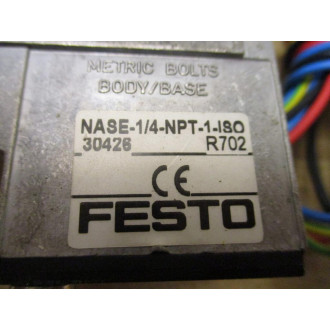 METRIC BOLTS
BODY/BASE
NASE-1/4-NPT-1-ISO
30426 R702
CE
FESTO